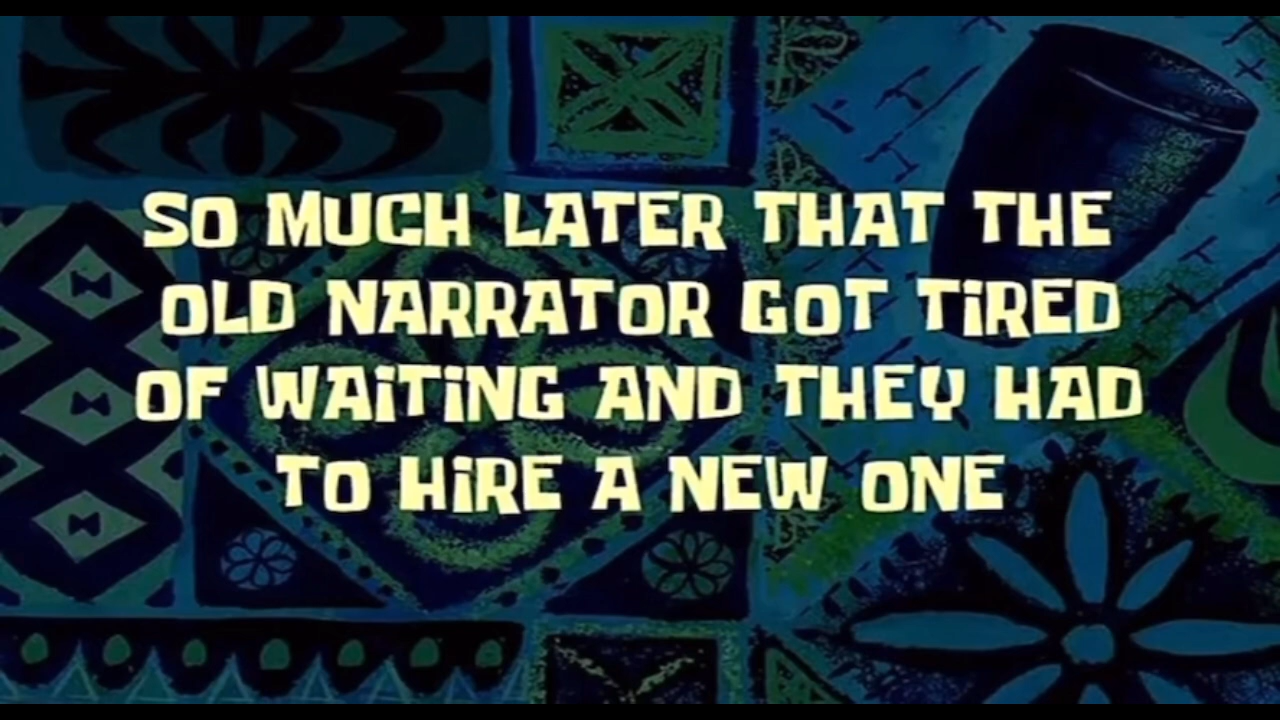 SO MUCH LATER THAT THE
OLD NARRATOR GOT TIRED
OF WAITING AND THEY HAD
TO HIRE A NEW ONE